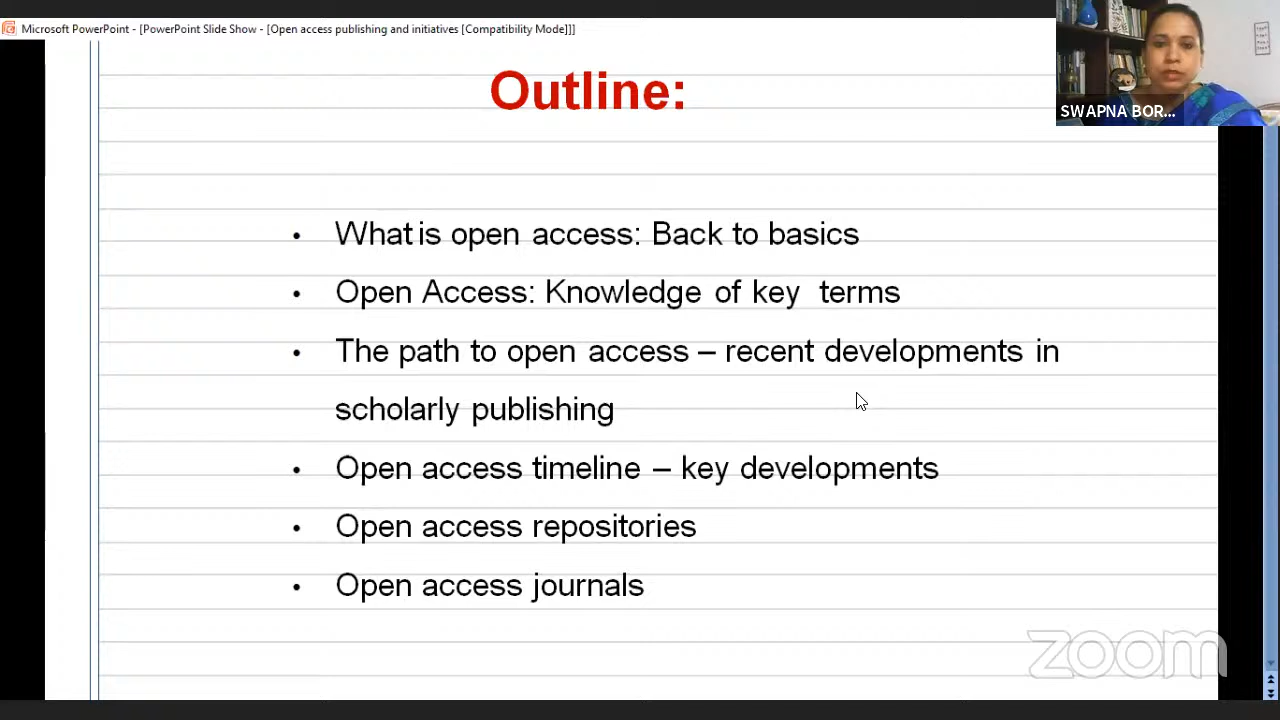 Microsoft PowerPoint - [PowerPoint Slide Show - [Open access publishing and initiatives [Compatibility Mode]]]
SWAPNA BOR...
Outline:
• What is open access: Back to basics
• Open Access: Knowledge of key terms
• The path to open access – recent developments in
scholarly publishing
• Open access timeline – key developments
• Open access repositories
• Open access journals
zoom